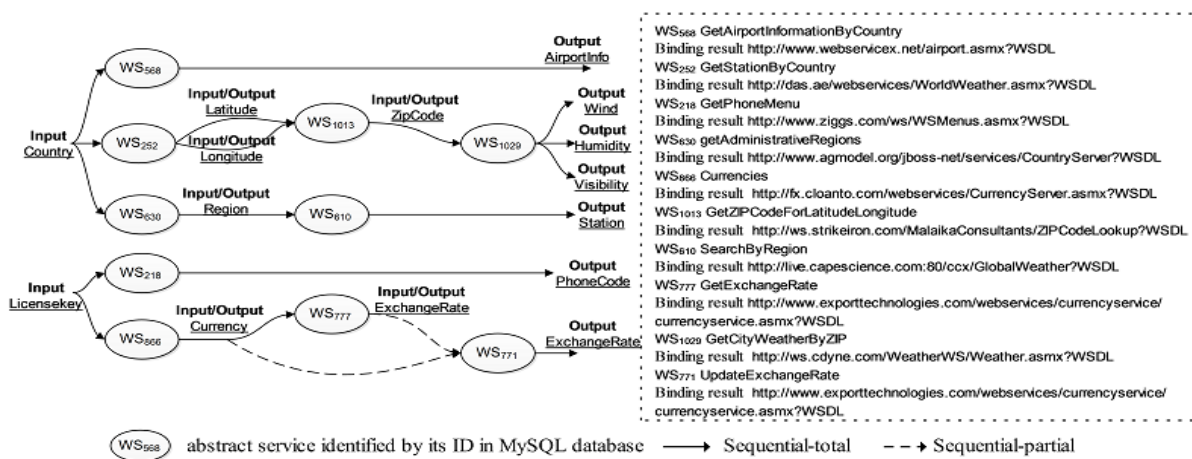 Output
AirportInfo
WS568
Input/Output
Latitude
Input/Output
ZipCode
Output
Wind
Input
Country
WS252
Input/Output
Longitude
WS1013
WS1029
Output
Humidity
Output
Visibility
Input/Output
Region
WS630
WS610
Output
Station
WS218
Output
PhoneCode
Input
Licensekey
Input/Output
Currency
Input/Output
ExchangeRate
WS866
WS777
WS771
Output
ExchangeRate
WS568 GetAirportInformationByCountry
Binding result http://www.webservicex.net/airport.asmx?WSDL
WS252 GetStationByCountry
Binding result http://das.ae/webservices/WorldWeather.asmx?WSDL
WS218 GetPhoneMenu
Binding result http://www.ziggs.com/ws/WSMenus.asmx?WSDL
WS630 getAdministrativeRegions
Binding result http://www.agmodel.org/jboss-net/services/CountryServer?WSDL
WS866 Currencies
Binding result http://fx.cloanto.com/webservices/CurrencyServer.asmx?WSDL
WS1013 GetZIPCodeForLatitudeLongitude
Binding result http://ws.strikeiron.com/MalaikaConsultants/ZIPCodeLookup?WSDL
WS610 SearchByRegion
Binding result http://live.capescience.com:80/ccx/GlobalWeather?WSDL
WS777 GetExchangeRate
Binding result http://www.exporttechnologies.com/webservices/currencyservice/
currencyservice.asmx?WSDL
WS1029 GetCityWeatherByZIP
Binding result http://ws.cdyne.com/WeatherWS/Weather.asmx?WSDL
WS771 UpdateExchangeRate
Binding result http://www.exporttechnologies.com/webservices/currencyservice/
currencyservice.asmx?WSDL
WS568 abstract service identified by its ID in MySQL database
Sequential-total
Sequential-partial